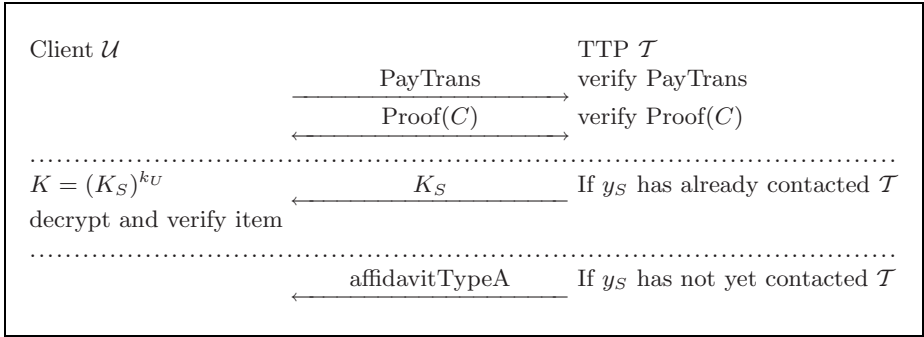 Client 𝒰 TTP 𝒯
PayTrans verify PayTrans
Proof(C) verify Proof(C)
K = (K_S)^{k_U} K_S If y_S has already contacted 𝒯
decrypt and verify item
affidavitTypeA If y_S has not yet contacted 𝒯